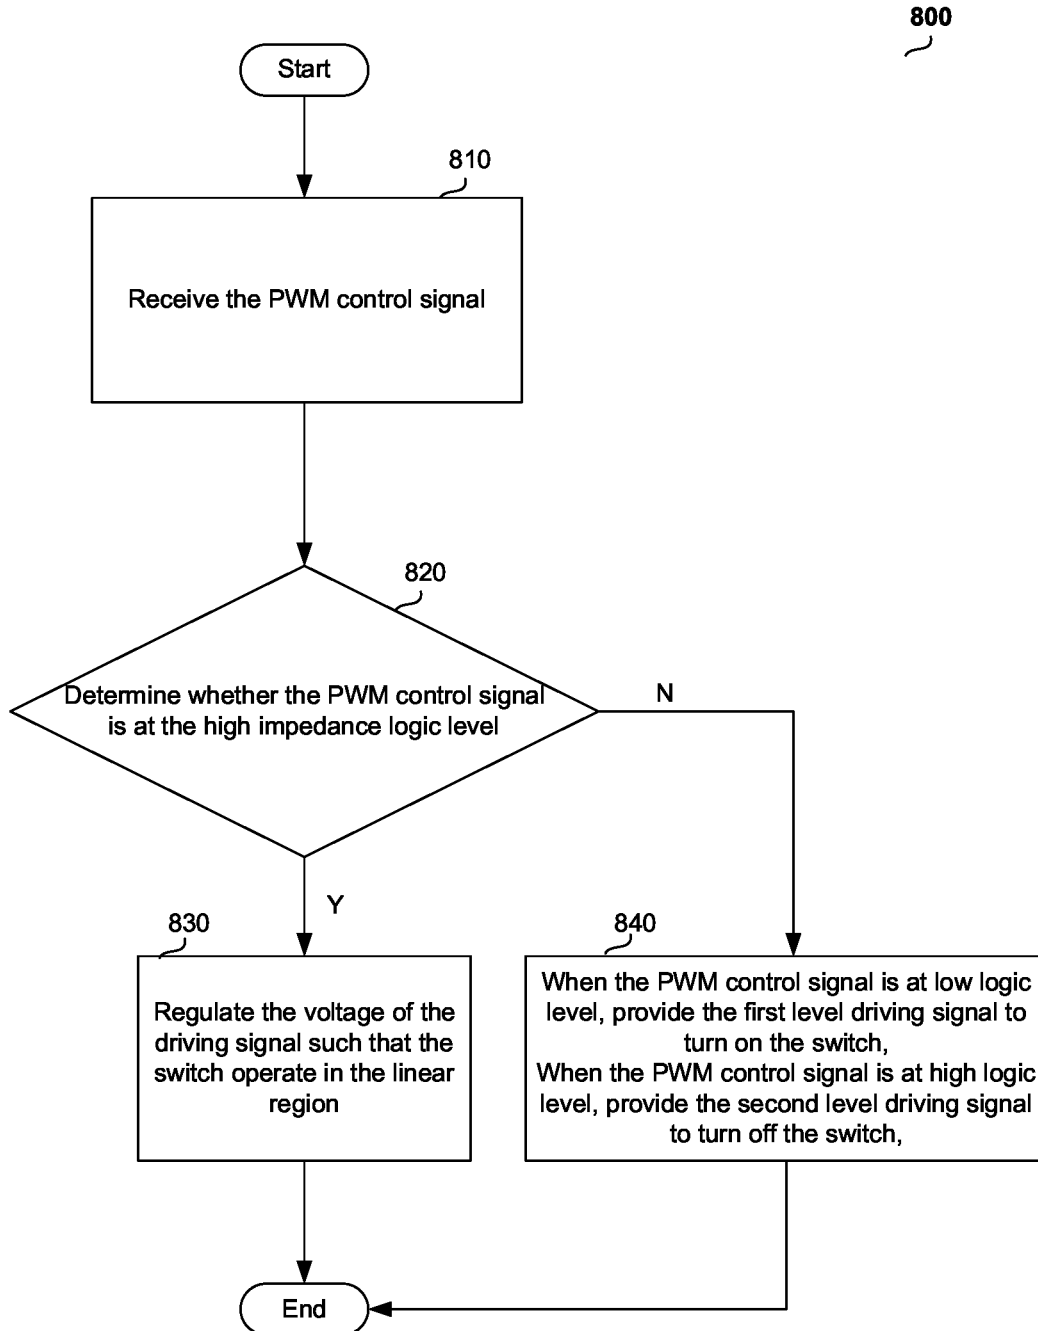 800
Start
810
Receive the PWM control signal
820
Determine whether the PWM control signal
is at the high impedance logic level
N
Y
830
Regulate the voltage of the
driving signal such that the
switch operate in the linear
region
840
When the PWM control signal is at low logic
level, provide the first level driving signal to
turn on the switch,
When the PWM control signal is at high logic
level, provide the second level driving signal
to turn off the switch,
End